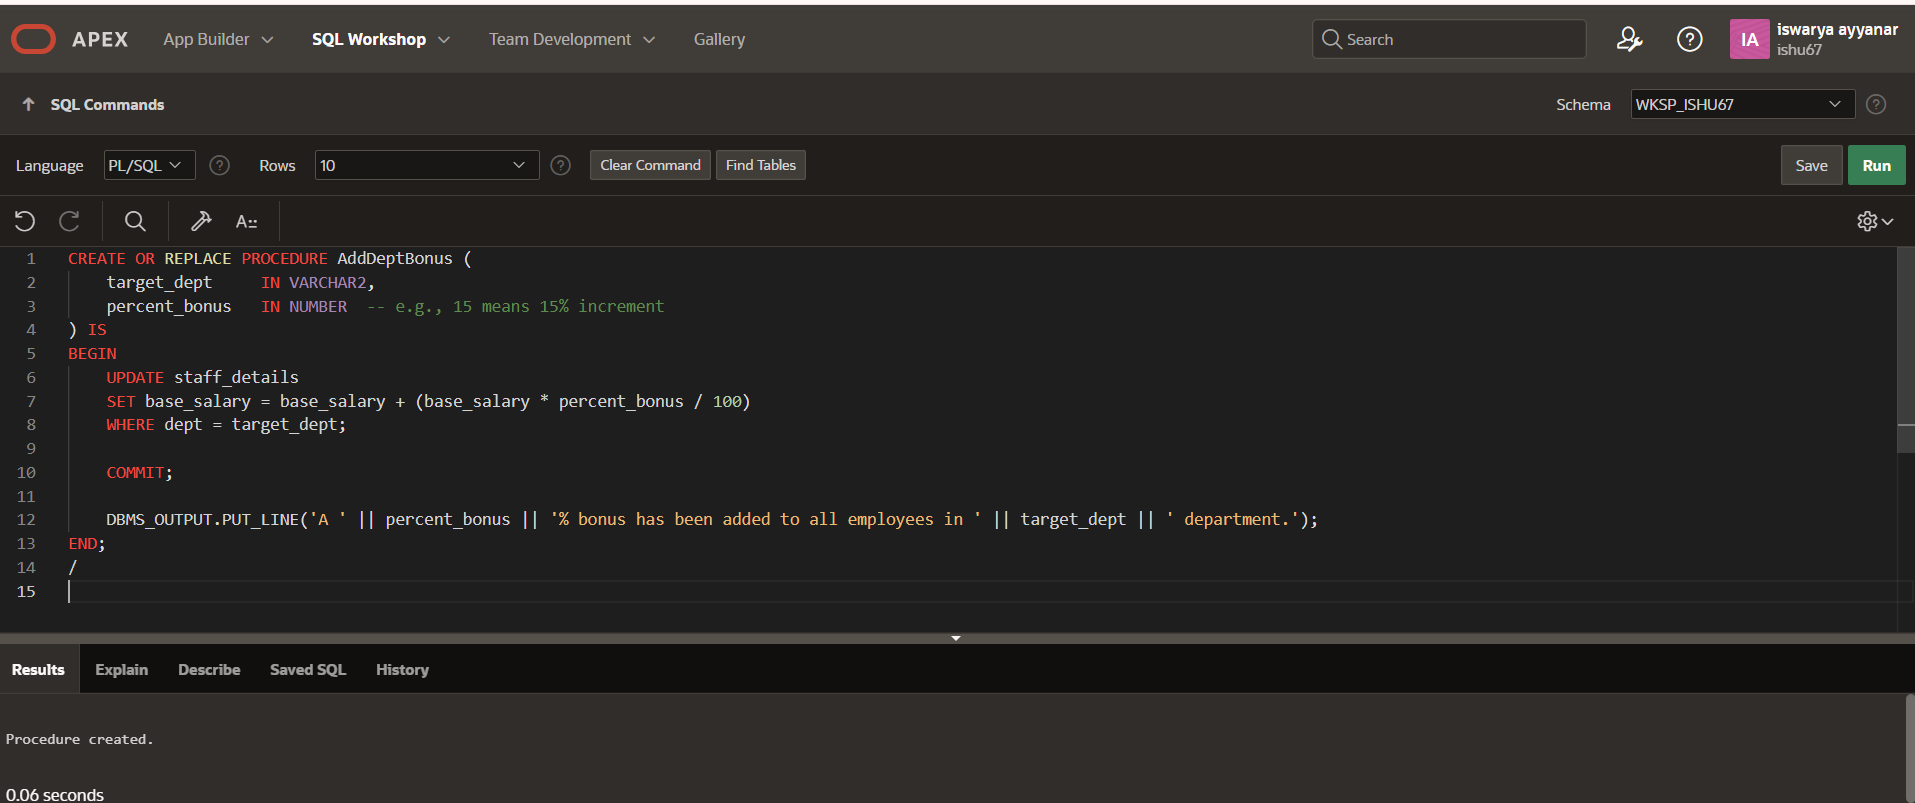 APEX App Builder SQL Workshop Team Development Gallery Search IA iswarya ayyanar
ishu67
SQL Commands Schema WKSP_ISHU67
Language PL/SQL Rows 10 Clear Command Find Tables Save Run
A::
1 CREATE OR REPLACE PROCEDURE AddDeptBonus (
2 target_dept IN VARCHAR2,
3 percent_bonus IN NUMBER -- e.g., 15 means 15% increment
4 ) IS
5 BEGIN
6 UPDATE staff_details
7 SET base_salary = base_salary + (base_salary * percent_bonus / 100)
8 WHERE dept = target_dept;
9
10 COMMIT;
11
12 DBMS_OUTPUT.PUT_LINE('A ' || percent_bonus || '% bonus has been added to all employees in ' || target_dept || ' department.');
13 END;
14 /
15
Results Explain Describe Saved SQL History
Procedure created.
0.06 seconds